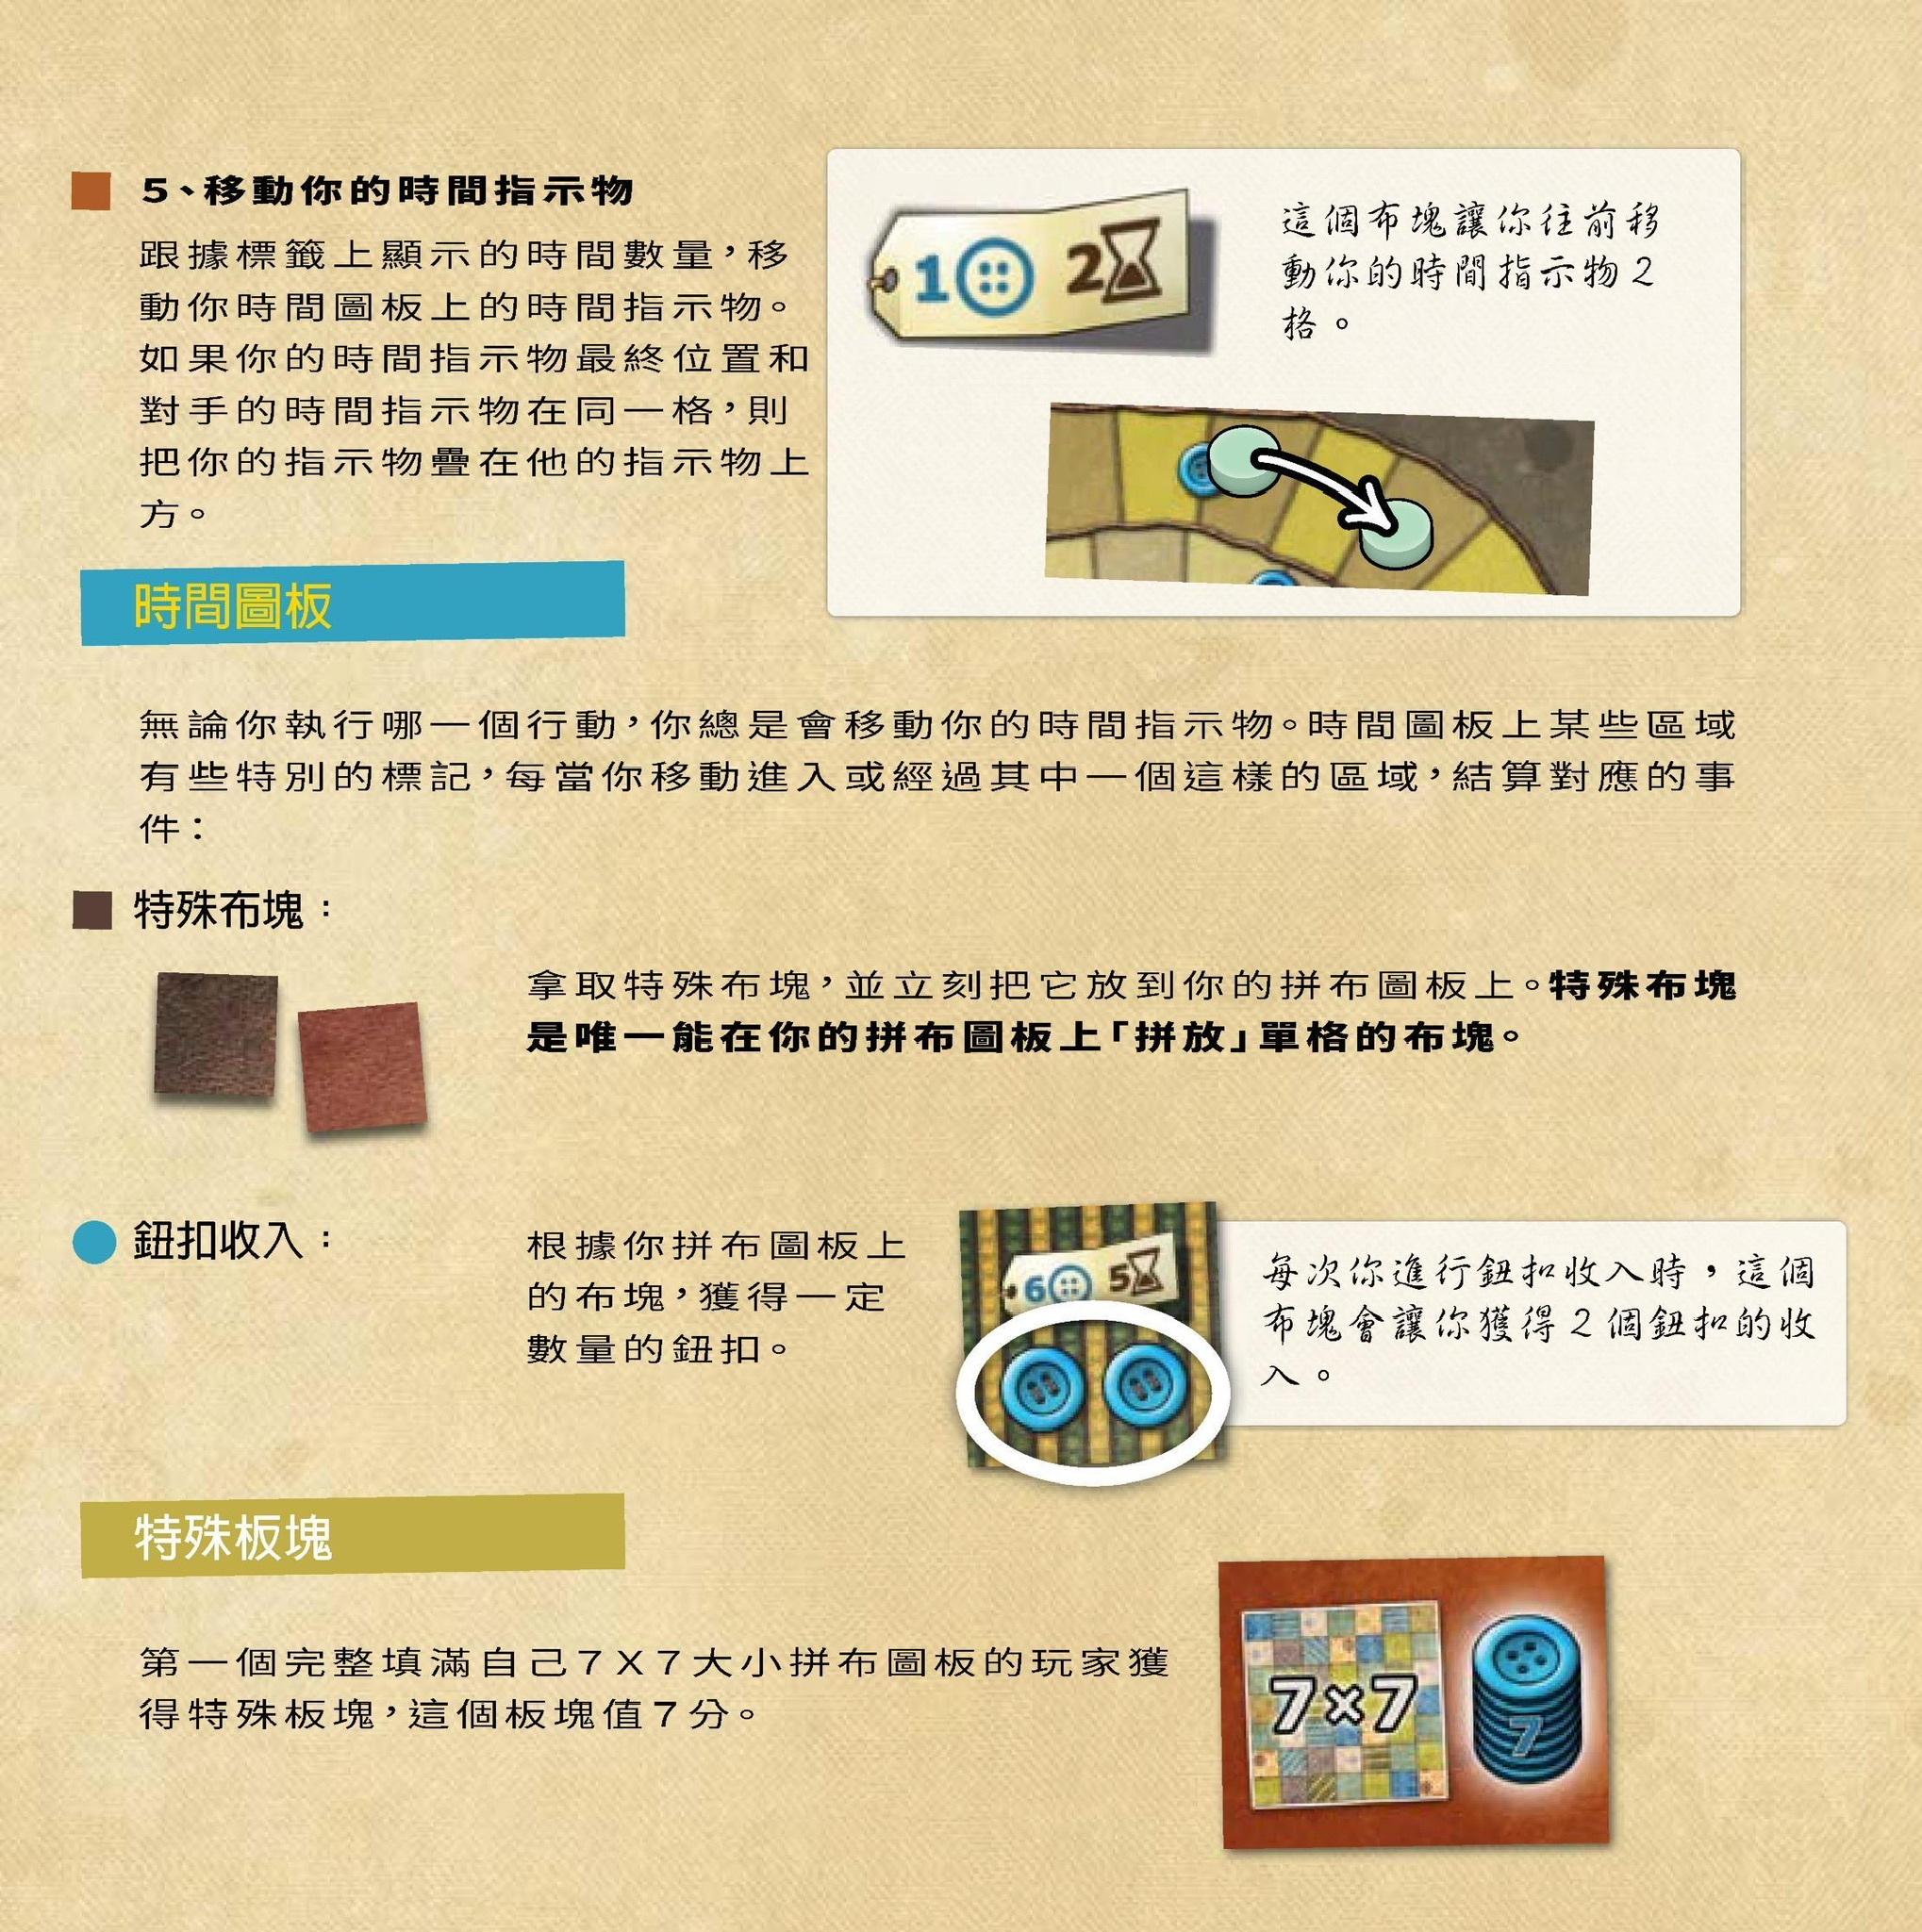 5、移動你的時間指示物
跟據標籤上顯示的時間數量，移
動你時間圖板上的時間指示物。
如果你的時間指示物最終位置和
對手的時間指示物在同一格，則
把你的指示物疊在他的指示物上
方。
1 2
這個布塊讓你往前移
動你的時間指示物2
格。
時間圖板
無論你執行哪一個行動，你總是會移動你的時間指示物。時間圖板上某些區域
有些特別的標記，每當你移動進入或經過其中一個這樣的區域，結算對應的事
件：
特殊布塊：
拿取特殊布塊，並立刻把它放到你的拼布圖板上。特殊布塊
是唯一能在你的拼布圖板上「拼放」單格的布塊。
鈕扣收入：
根據你拼布圖板上
的布塊，獲得一定
數量的鈕扣。
6 5
每次你進行鈕扣收入時，這個
布塊會讓你獲得2個鈕扣的收
入。
特殊板塊
第一個完整填滿自己7X7大小拼布圖板的玩家獲
得特殊板塊，這個板塊值7分。
7×7
7